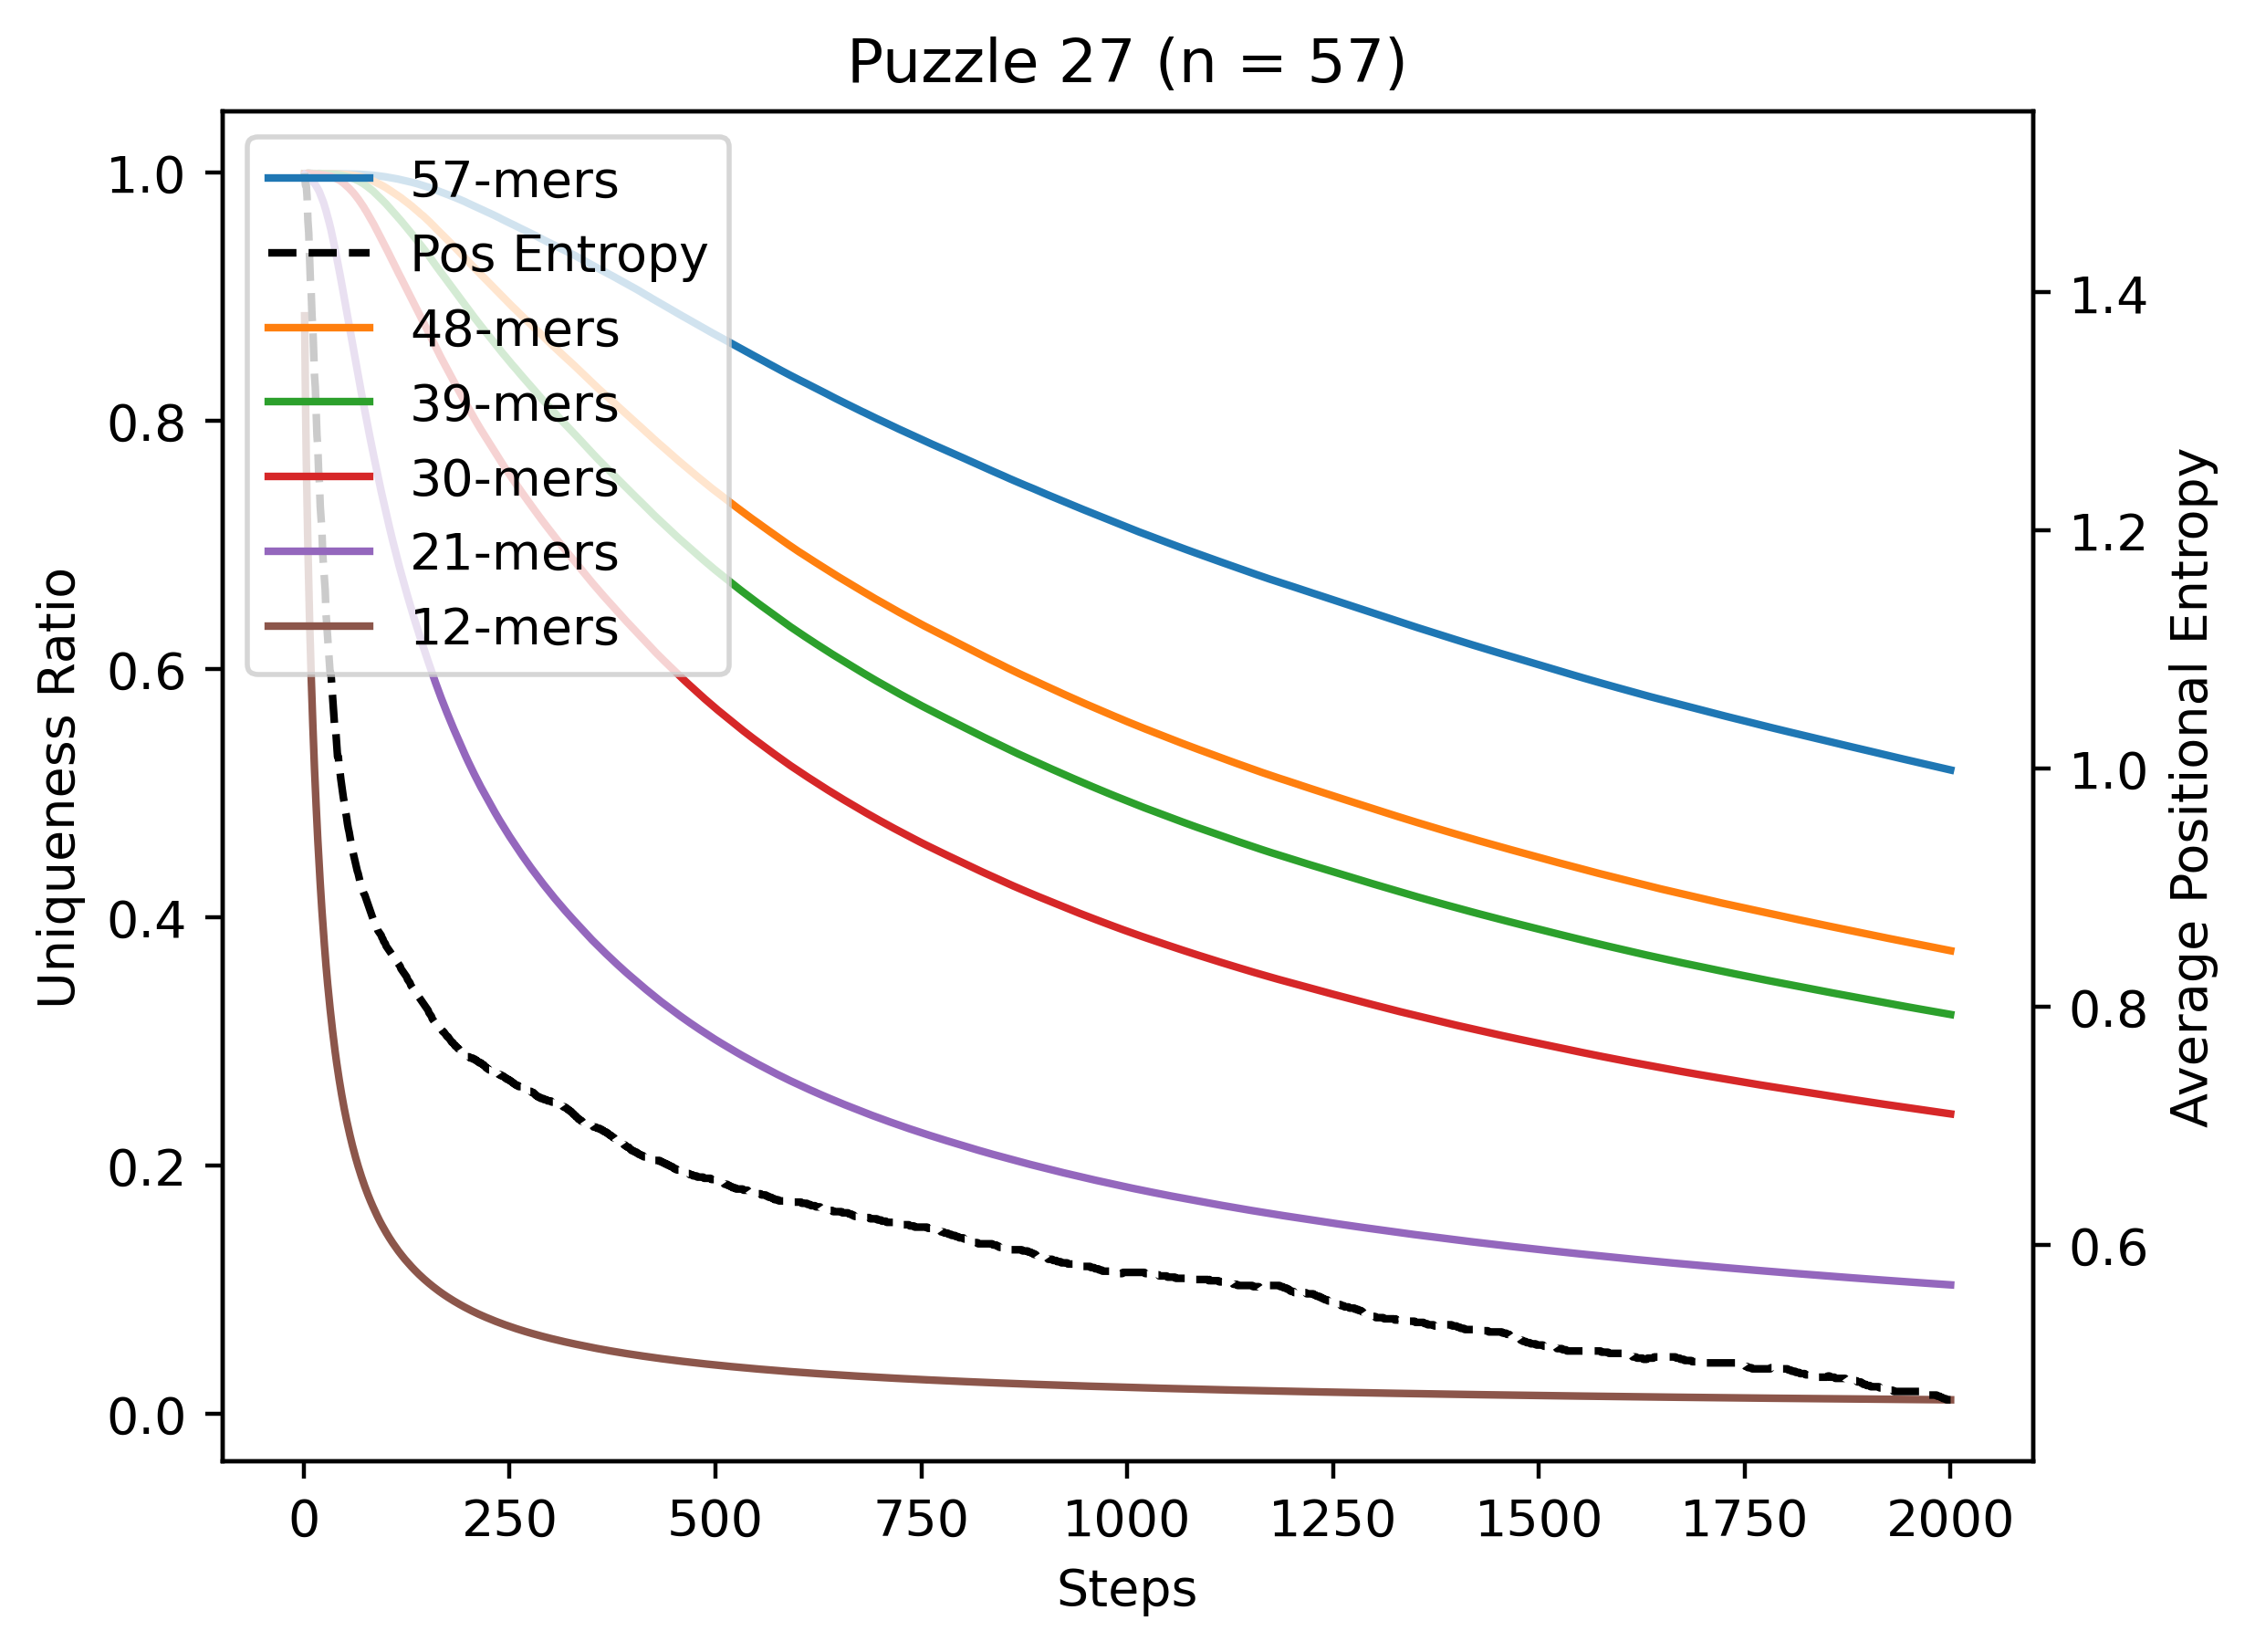 Puzzle 27 (n = 57)
57-mers
Pos Entropy
48-mers
39-mers
30-mers
21-mers
12-mers
1.0
0.8
0.6
0.4
0.2
0.0
Uniqueness Ratio
1.4
1.2
1.0
0.8
0.6
Average Positional Entropy
0 250 500 750 1000 1250 1500 1750 2000
Steps